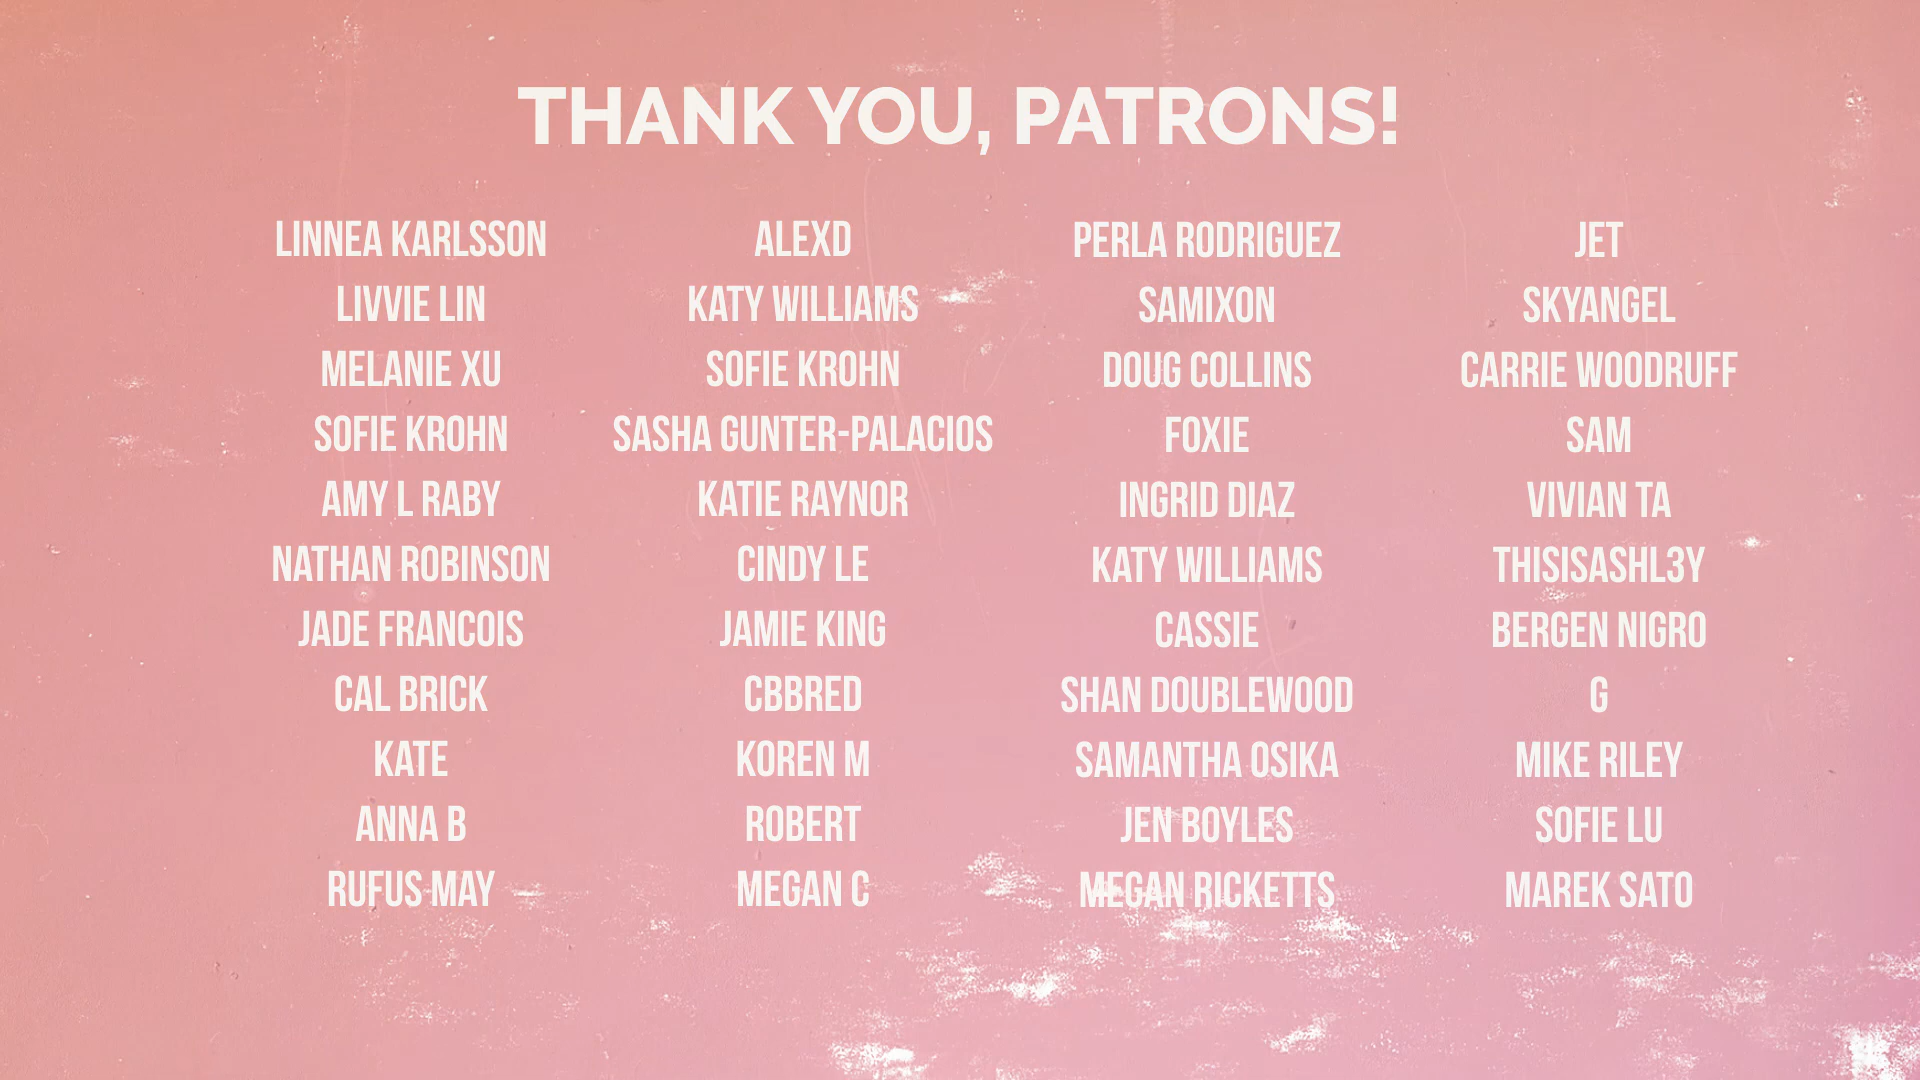 THANK YOU, PATRONS!
LINNEA KARLSSON
LIVVIE LIN
MELANIE XU
SOFIE KROHN
AMY L RABY
NATHAN ROBINSON
JADE FRANCOIS
CAL BRICK
KATE
ANNA B
RUFUS MAY
ALEXD
KATY WILLIAMS
SOFIE KROHN
SASHA GUNTER-PALACIOS
KATIE RAYNOR
CINDY LE
JAMIE KING
CBBRED
KOREN M
ROBERT
MEGAN C
PERLA RODRIGUEZ
SAMIXON
DOUG COLLINS
FOXIE
INGRID DIAZ
KATY WILLIAMS
CASSIE
SHAN DOUBLEWOOD
SAMANTHA OSIKA
JEN BOYLES
MEGAN RICKETTS
JET
SKYANGEL
CARRIE WOODRUFF
SAM
VIVIAN TA
THISISASHL3Y
BERGEN NIGRO
G
MIKE RILEY
SOFIE LU
MAREK SATO